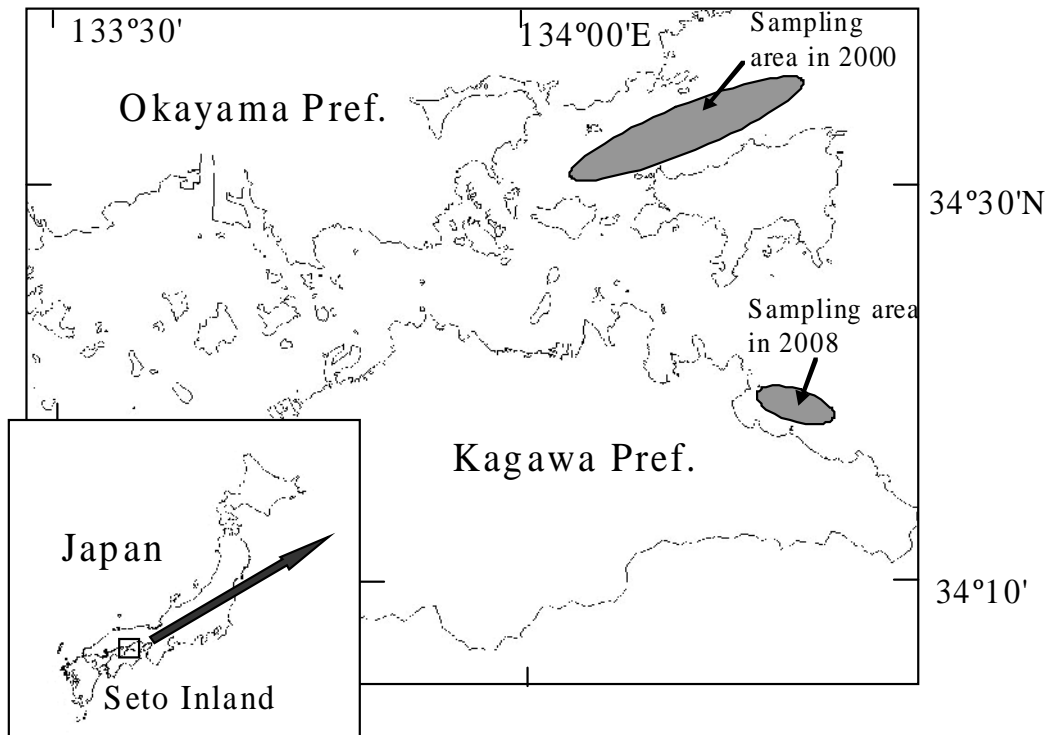 133º30'
134º00'E
Sampling
area in 2000
Okayama Pref.
34º30'N
Sampling area
in 2008
Kagawa Pref.
Japan
34º10'
Seto Inland